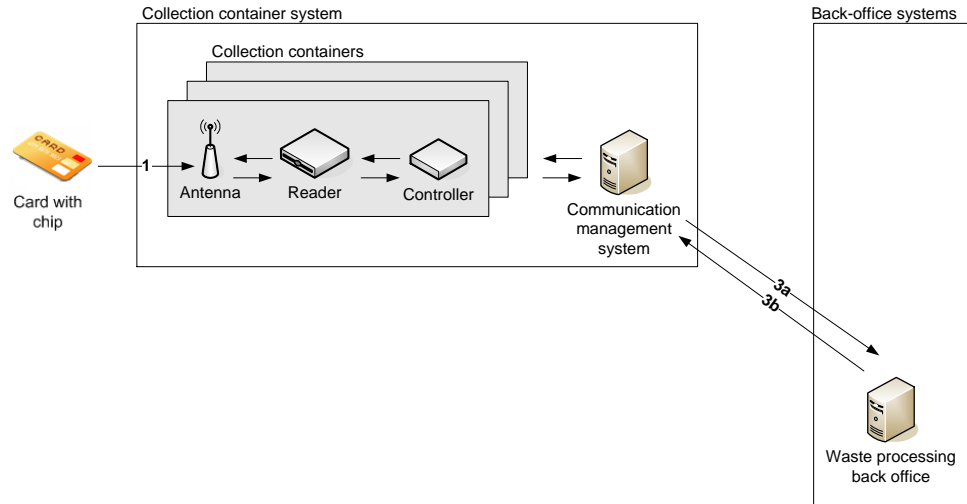 Collection container system
Back-office systems
Collection containers
CARD
1
Antenna
Reader
Controller
Card with
chip
Communication
management
system
3a
3b
Waste processing
back office